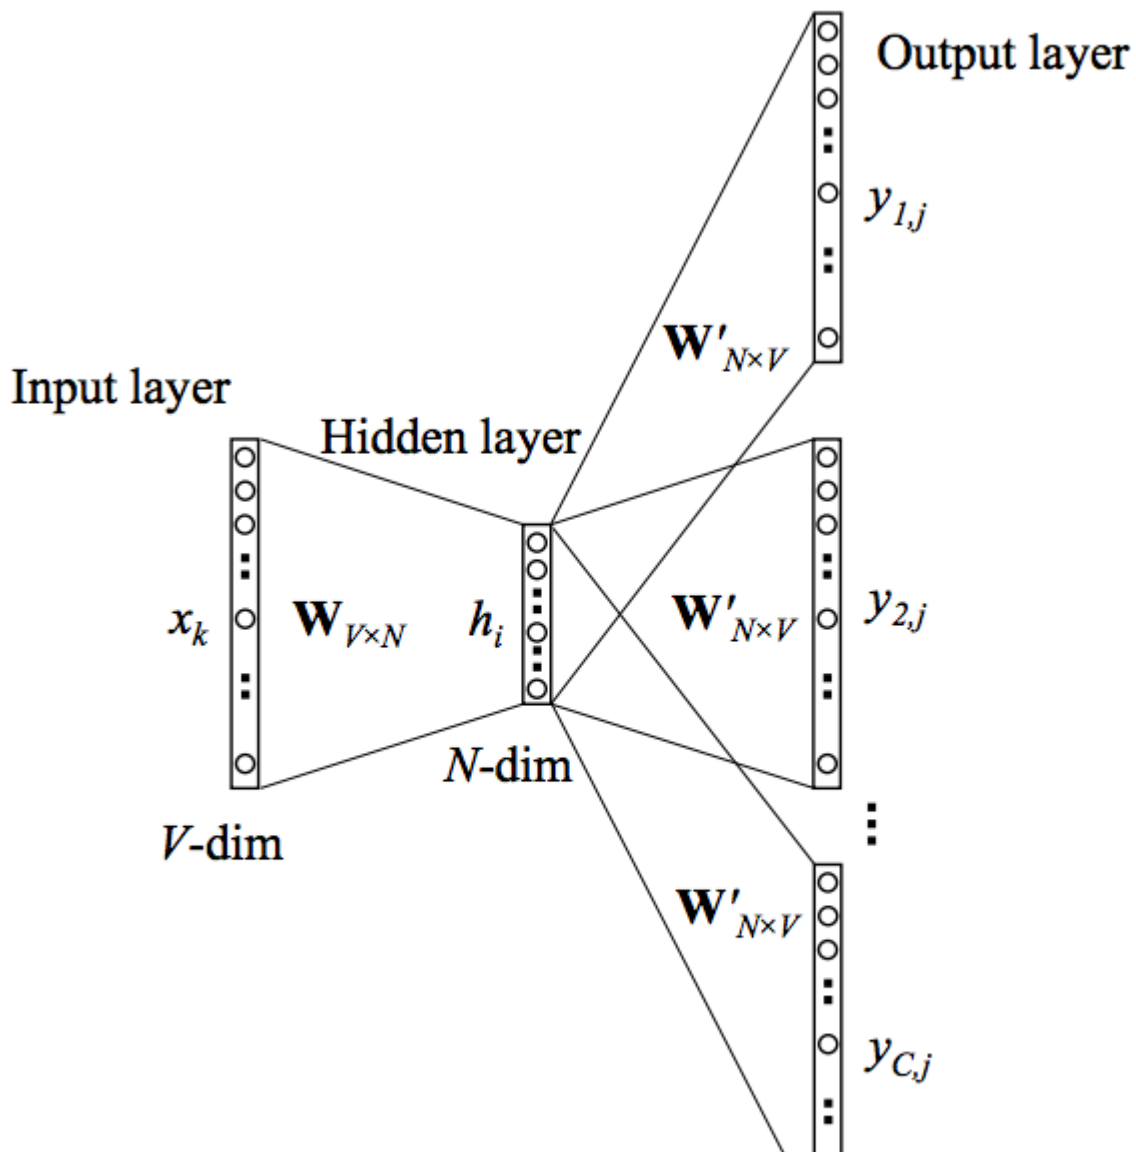 Output layer
y1,j
W'N×V
Input layer
Hidden layer
xk
WV×N
hi
W'N×V
y2,j
N-dim
V-dim
W'N×V
yC,j